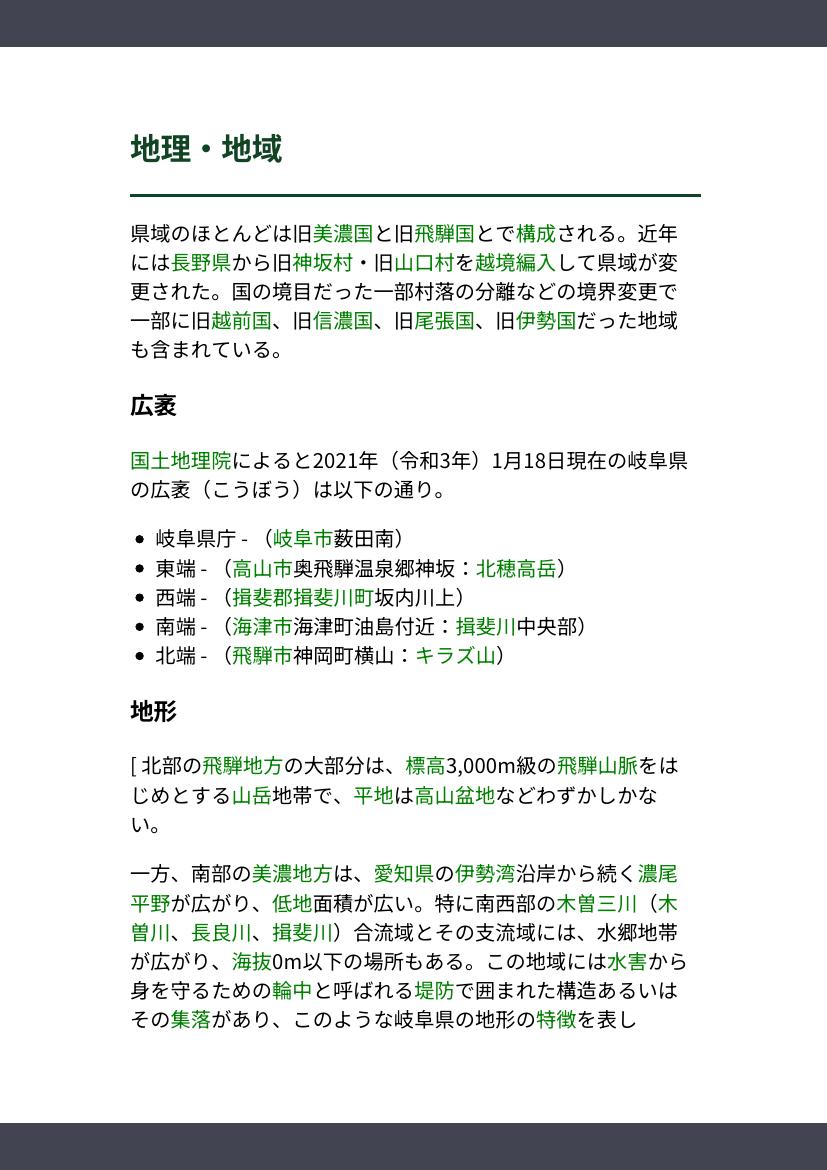 地理・地域
県域のほとんどは旧美濃国と旧飛騨国とで構成される。近年
には長野県から旧神坂村・旧山口村を越境編入して県域が変
更された。国の境目だった一部村落の分離などの境界変更で
一部に旧越前国、旧信濃国、旧尾張国、旧伊勢国だった地域
も含まれている。
広袤
国土地理院によると2021年（令和3年）1月18日現在の岐阜県
の広袤（こうぼう）は以下の通り。
• 岐阜県庁 - （岐阜市薮田南）
• 東端 - （高山市奥飛騨温泉郷神坂：北穂高岳）
• 西端 - （揖斐郡揖斐川町坂内川上）
• 南端 - （海津市海津町油島付近：揖斐川中央部）
• 北端 - （飛騨市神岡町横山：キラズ山）
地形
[ 北部の飛騨地方の大部分は、標高3,000m級の飛騨山脈をは
じめとする山岳地帯で、平地は高山盆地などわずかしかな
い。
一方、南部の美濃地方は、愛知県の伊勢湾沿岸から続く濃尾
平野が広がり、低地面積が広い。特に南西部の木曽三川（木
曽川、長良川、揖斐川）合流域とその支流域には、水郷地帯
が広がり、海抜0m以下の場所もある。この地域には水害から
身を守るための輪中と呼ばれる堤防で囲まれた構造あるいは
その集落があり、このような岐阜県の地形の特徴を表し